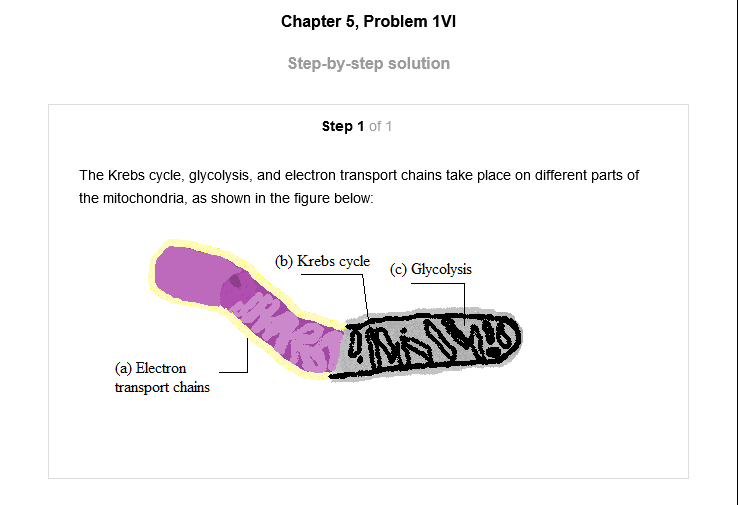 Chapter 5, Problem 1VI
Step-by-step solution
Step 1 of 1
The Krebs cycle, glycolysis, and electron transport chains take place on different parts of
the mitochondria, as shown in the figure below:
(b) Krebs cycle
(c) Glycolysis
(a) Electron
transport chains